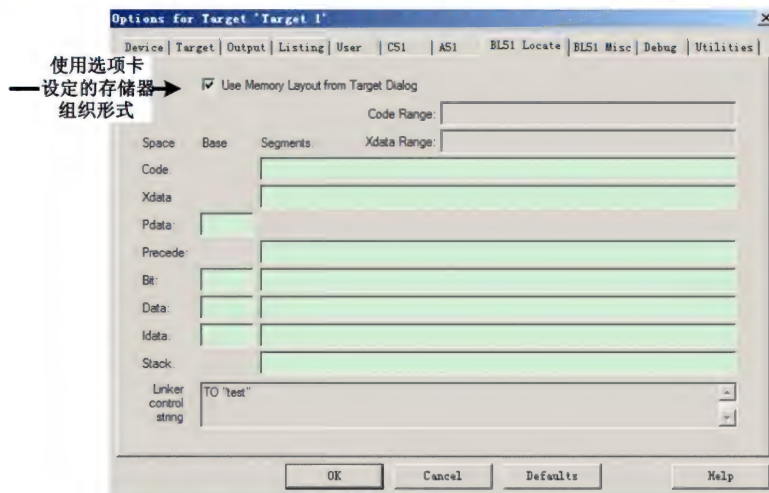 Options for Target 'Target 1'
Device Target Output Listing User C51 A51 BL51 Locate BL51 Misc Debug Utilities
使用选项卡
设定的存储器
组织形式
Use Memory Layout from Target Dialog
Code Range:
Space Base Segments: Xdata Range:
Code:
Xdata
Pdata:
Precede:
Bit:
Data:
Idata:
Stack:
Linker
control
string
TO "test"
OK Cancel Defaults Help